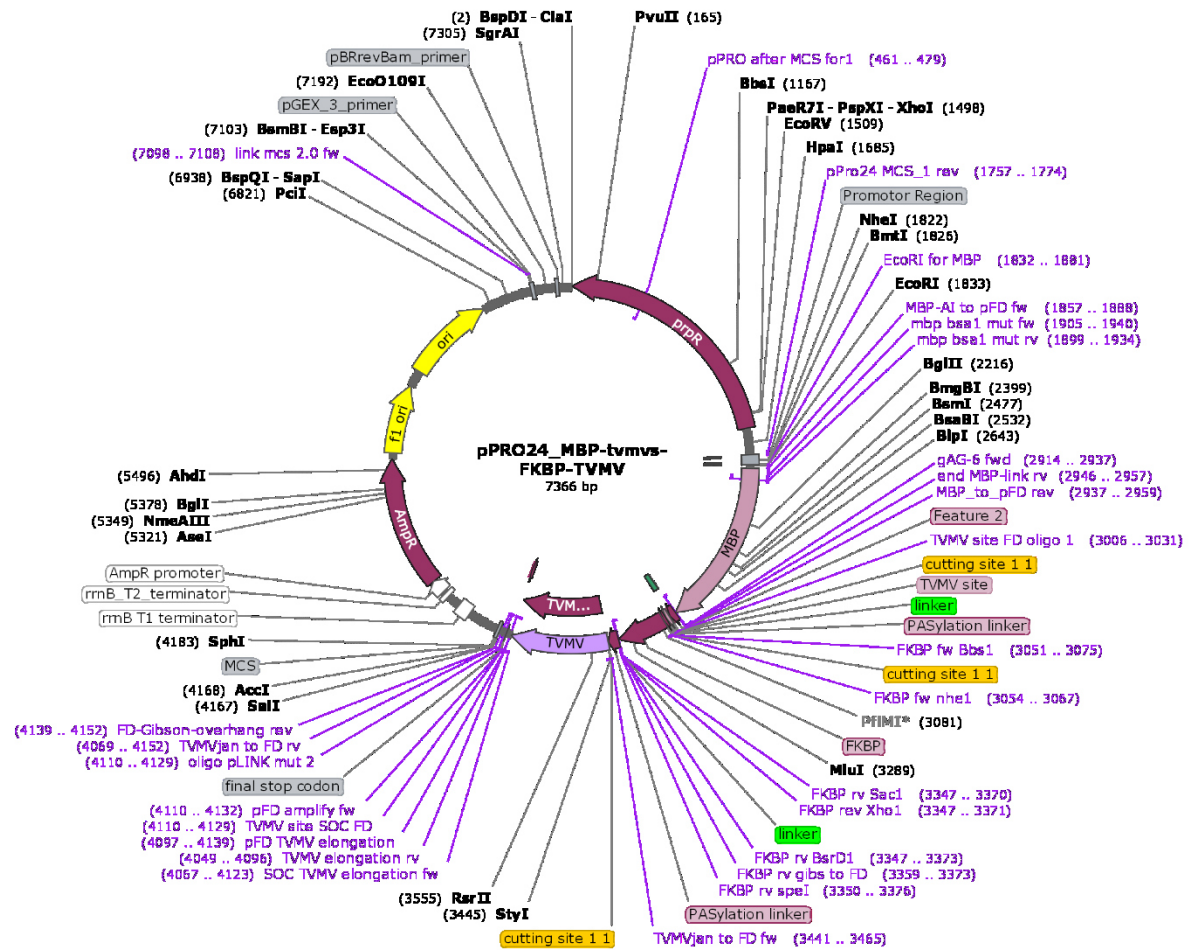 (2) BspDI - ClaI
(7305) SgrAI
pBRrevBam_primer
(7192) EcoO109I
pGEX_3_primer
(7103) BsmBI - Esp3I
(7098 .. 7108) link mcs 2.0 fw
(6938) BspQI - SapI
(6821) PciI
PvuII (165)
pPRO after MCS for1 (461 .. 479)
BbsI (1167)
PaeR7I - PspXI - XhoI (1498)
EcoRV (1509)
HpaI (1685)
pPro24 MCS_1 rev (1757 .. 1774)
Promotor Region
NheI (1822)
BmtI (1826)
EcoRI for MBP (1832 .. 1881)
EcoRI (1833)
MBP-AI to pFD fw (1857 .. 1888)
mbp bsa1 mut fw (1905 .. 1940)
mbp bsa1 mut rv (1899 .. 1934)
BglII (2216)
BmgBI (2399)
BsmI (2477)
BsaBI (2532)
BlpI (2643)
gAG-6 fwd (2914 .. 2937)
end MBP-link rv (2946 .. 2957)
MBP_to_pFD rev (2937 .. 2959)
Feature 2
TVMV site FD oligo 1 (3006 .. 3031)
cutting site 1 1
TVMV site
linker
PASylation linker
FKBP fw Bbs1 (3051 .. 3075)
cutting site 1 1
FKBP fw nhe1 (3054 .. 3067)
PflMI* (3081)
FKBP
MluI (3289)
FKBP rv Sac1 (3347 .. 3370)
FKBP rev Xho1 (3347 .. 3371)
linker
FKBP rv BsrD1 (3347 .. 3373)
FKBP rv gibs to FD (3359 .. 3373)
FKBP rv speI (3350 .. 3376)
PASylation linker
TVMVjan to FD fw (3441 .. 3465)
cutting site 1 1
(3445) StyI
(3555) RsrII
(4067 .. 4123) SOC TVMV elongation fw
(4049 .. 4096) TVMV elongation rv
(4097 .. 4139) pFD TVMV elongation
(4110 .. 4129) TVMV site SOC FD
(4110 .. 4132) pFD amplify fw
final stop codon
(4110 .. 4129) oligo pLINK mut 2
(4069 .. 4152) TVMVjan to FD rv
(4139 .. 4152) FD-Gibson-overhang rev
(4167) SalI
(4168) AccI
MCS
(4183) SphI
rrnB T1 terminator
rrnB_T2_terminator
AmpR promoter
(5321) AseI
(5349) NmeAIII
(5378) BglI
(5496) AhdI
prpR
MBP
TVM...
TVMV
AmpR
f1 ori
ori
pPRO24_MBP-tvmvs-
FKBP-TVMV
7366 bp